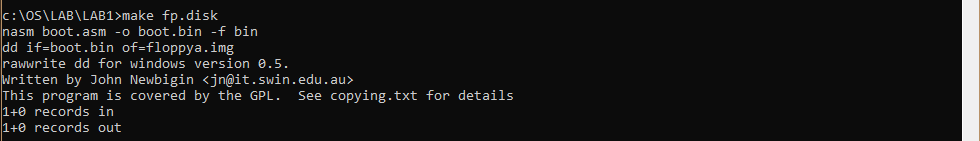 c:\OS\LAB\LAB1>make fp.disk
nasm boot.asm -o boot.bin -f bin
dd if=boot.bin of=floppya.img
rawwrite dd for windows version 0.5.
Written by John Newbigin <jn@it.swin.edu.au>
This program is covered by the GPL.  See copying.txt for details
1+0 records in
1+0 records out